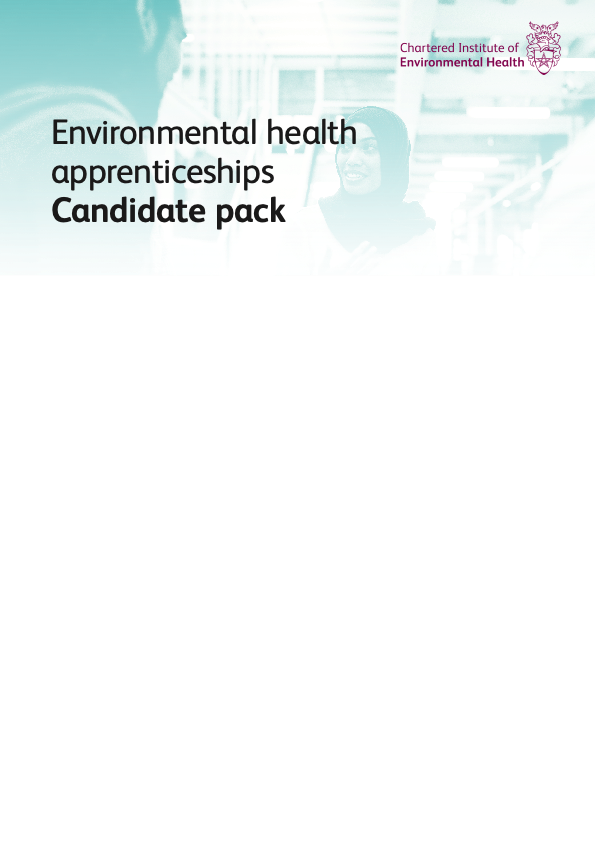 Chartered Institute of
Environmental Health
Environmental health
apprenticeships
Candidate pack